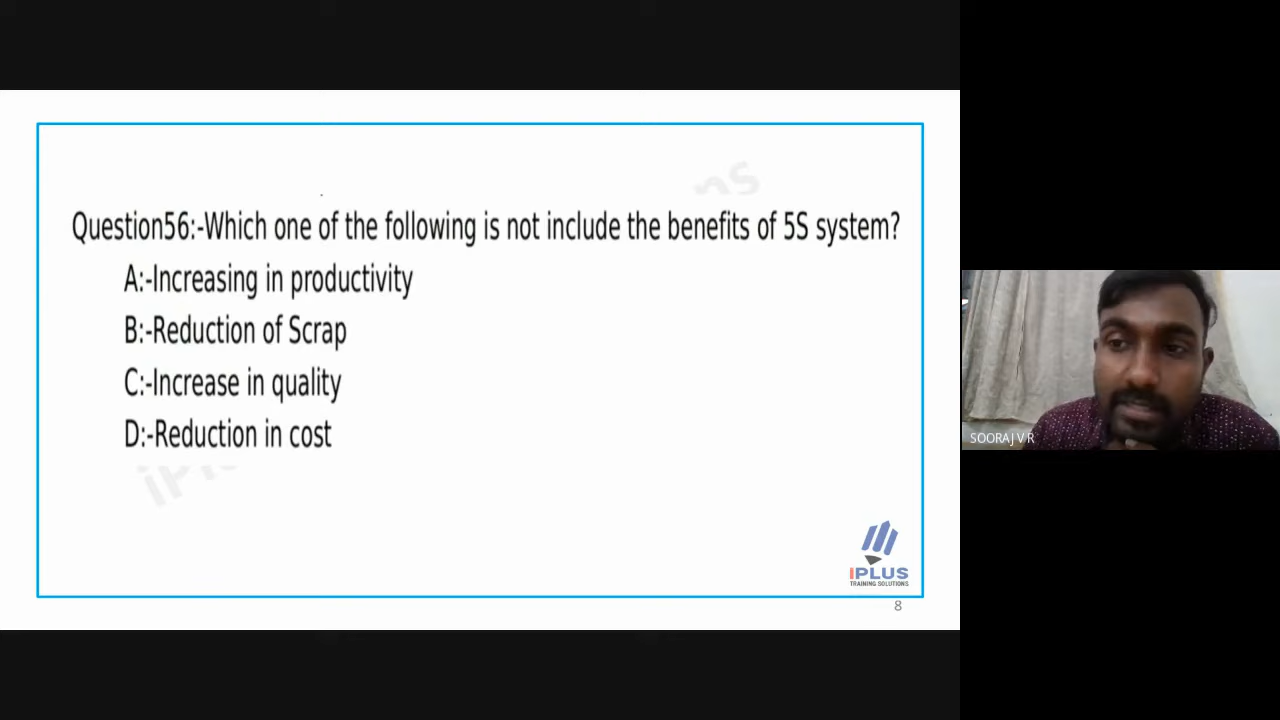 ns
Question56:-Which one of the following is not include the benefits of 5S system?
A:-Increasing in productivity
B:-Reduction of Scrap
C:-Increase in quality
D:-Reduction in cost
IPLUS
TRAINING SOLUTIONS
8
SOORAJ V R